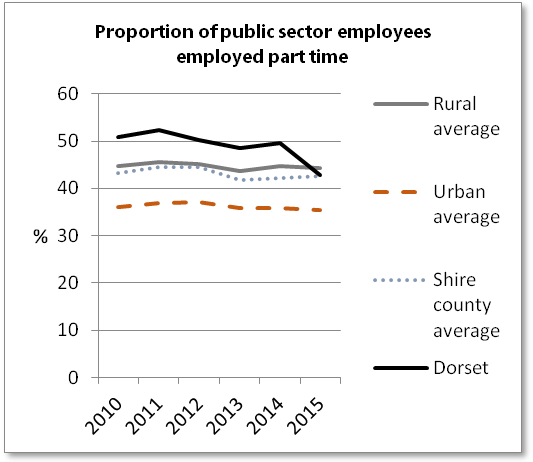 Proportion of public sector employees
employed part time
60
50
40
30
20
10
0
%
2010
2011
2012
2013
2014
2015
Rural
average
Urban
average
Shire
county
average
Dorset